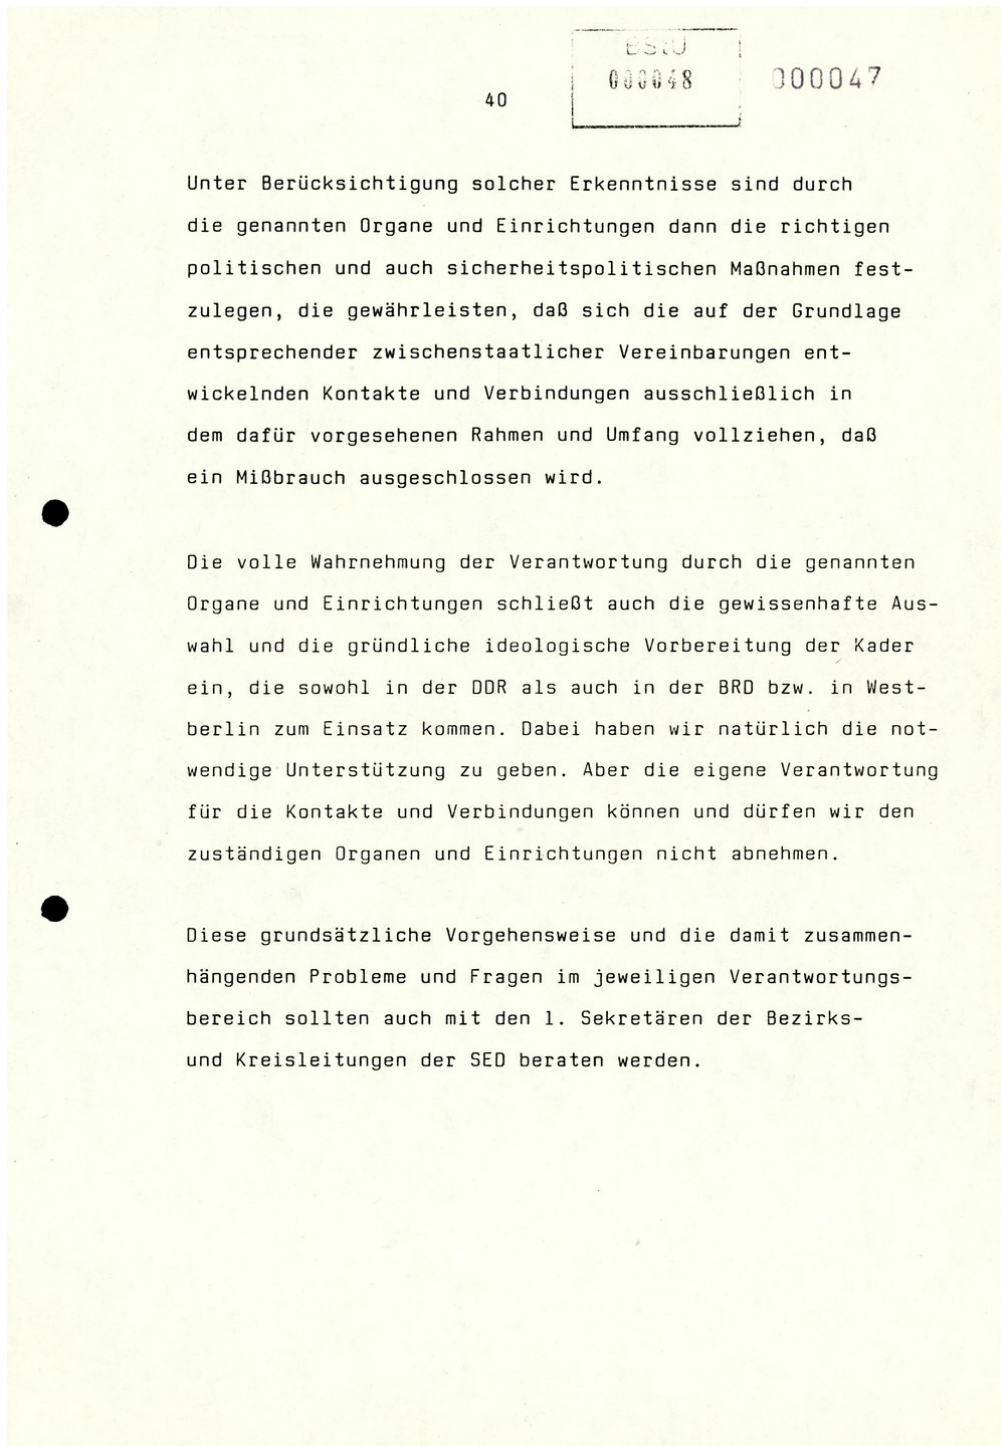 BStU
000048
000047
40
Unter Berücksichtigung solcher Erkenntnisse sind durch
die genannten Organe und Einrichtungen dann die richtigen
politischen und auch sicherheitspolitischen Maßnahmen fest-
zulegen, die gewährleisten, daß sich die auf der Grundlage
entsprechender zwischenstaatlicher Vereinbarungen ent-
wickelnden Kontakte und Verbindungen ausschließlich in
dem dafür vorgesehenen Rahmen und Umfang vollziehen, daß
ein Mißbrauch ausgeschlossen wird.
Die volle Wahrnehmung der Verantwortung durch die genannten
Organe und Einrichtungen schließt auch die gewissenhafte Aus-
wahl und die gründliche ideologische Vorbereitung der Kader
ein, die sowohl in der DDR als auch in der BRD bzw. in West-
berlin zum Einsatz kommen. Dabei haben wir natürlich die not-
wendige Unterstützung zu geben. Aber die eigene Verantwortung
für die Kontakte und Verbindungen können und dürfen wir den
zuständigen Organen und Einrichtungen nicht abnehmen.
Diese grundsätzliche Vorgehensweise und die damit zusammen-
hängenden Probleme und Fragen im jeweiligen Verantwortungs-
bereich sollten auch mit den l. Sekretären der Bezirks-
und Kreisleitungen der SED beraten werden.